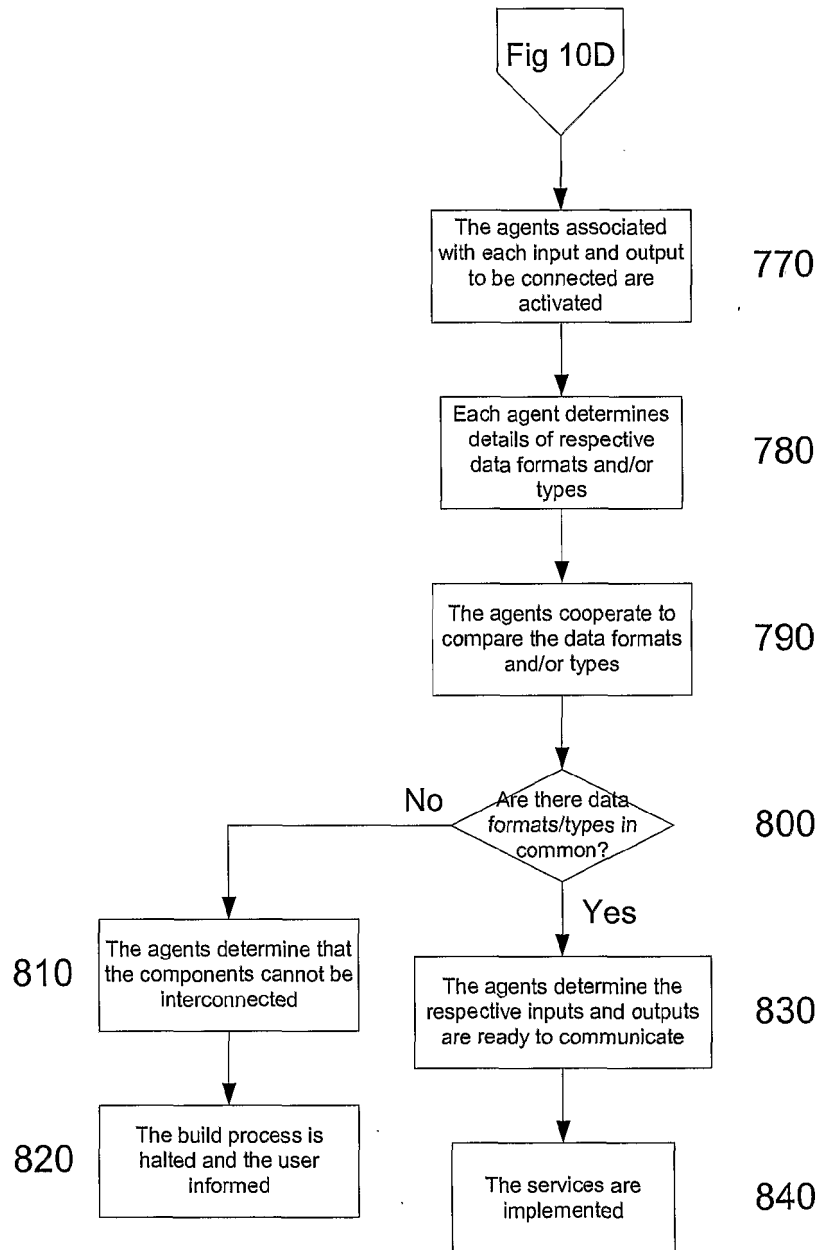 Fig 10D
The agents associated
with each input and output
to be connected are
activated
770
Each agent determines
details of respective
data formats and/or
types
780
The agents cooperate to
compare the data formats
and/or types
790
No
Are there data
formats/types in
common?
800
Yes
810
The agents determine that
the components cannot be
interconnected
The agents determine the
respective inputs and outputs
are ready to communicate
830
820
The build process is
halted and the user
informed
The services are
implemented
840